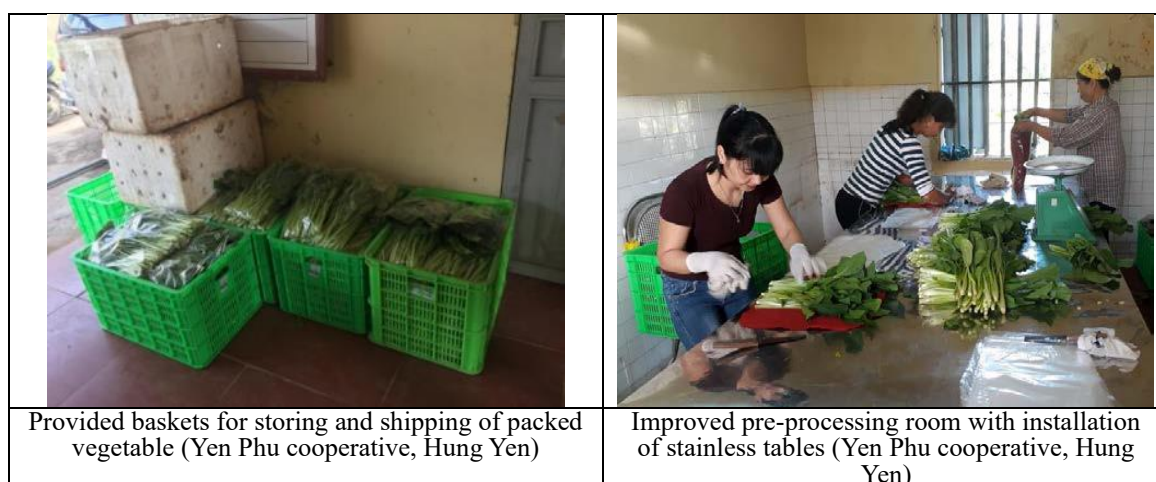 Provided baskets for storing and shipping of packed
vegetable (Yen Phu cooperative, Hung Yen)
Improved pre-processing room with installation
of stainless tables (Yen Phu cooperative, Hung
Yen)